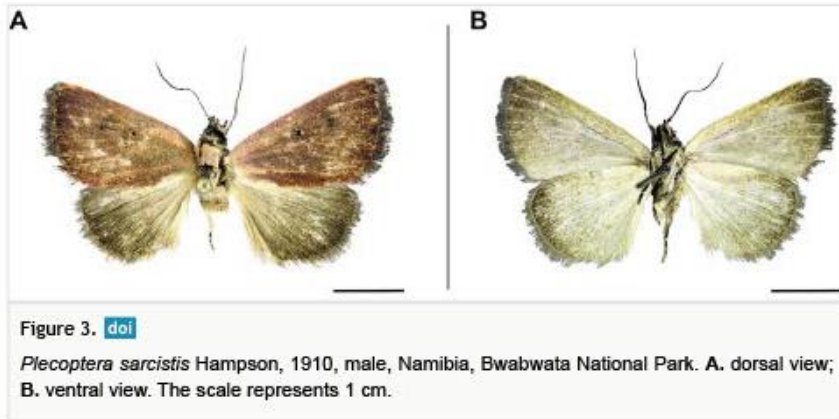 A
B
Figure 3. doi
Plecoptera sarcistis Hampson, 1910, male, Namibia, Bwabwata National Park. A. dorsal view;
B. ventral view. The scale represents 1 cm.